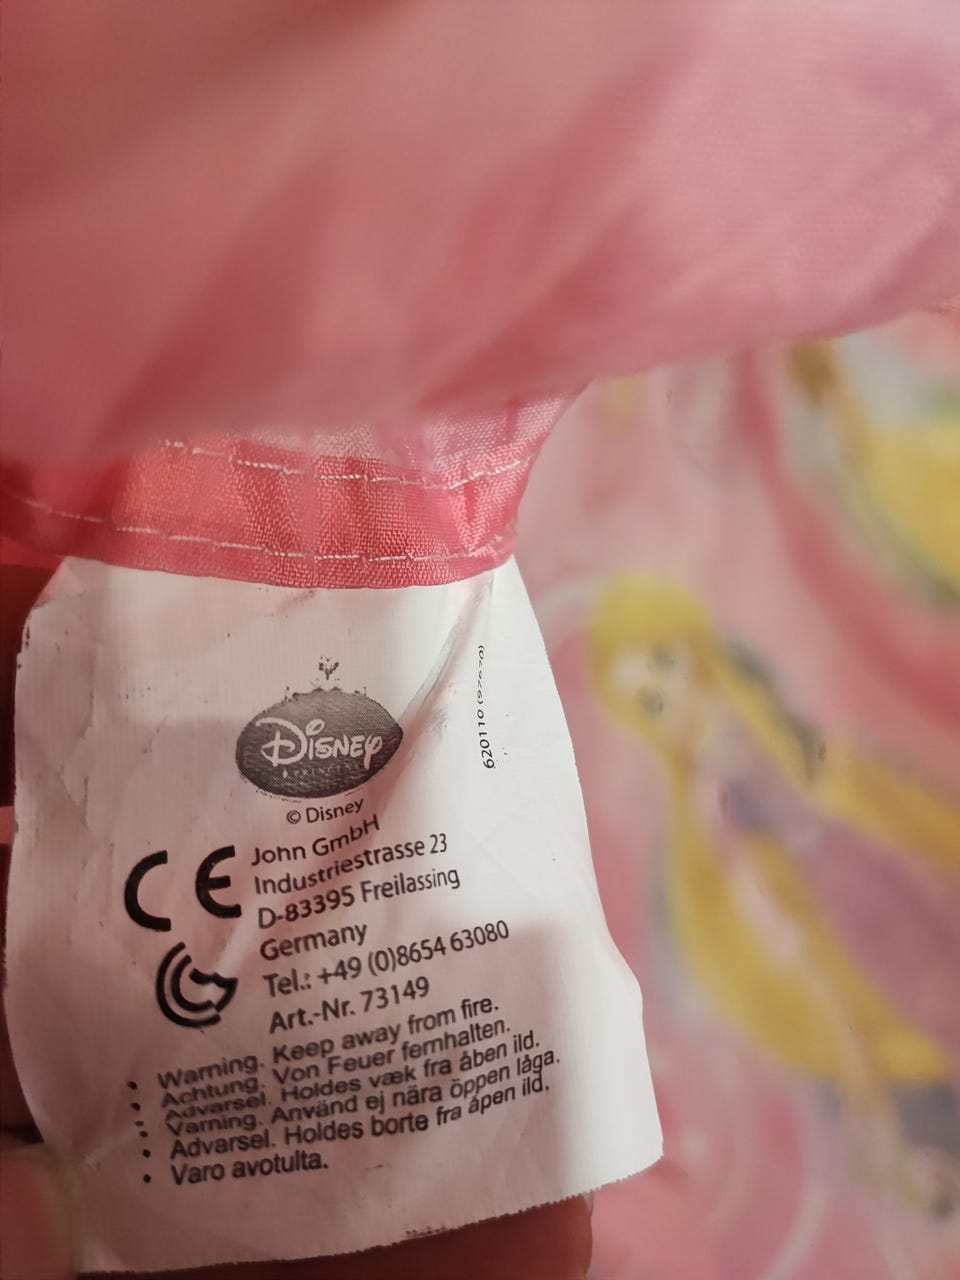 Disney
© Disney
CE
John GmbH
Industriestrasse 23
D-83395 Freilassing
Germany
Tel.: +49 (0)8654 63080
Art.-Nr. 73149
• Warning. Keep away from fire.
• Achtung. Von Feuer fernhalten.
• Advarsel. Holdes væk fra åben ild.
• Varning. Använd ej nära öppen låga.
• Advarsel. Holdes borte fra åpen ild.
• Varo avotulta.
620110